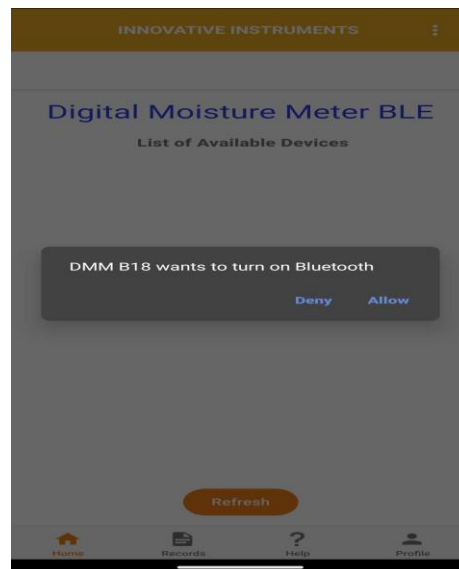 INNOVATIVE INSTRUMENTS
Digital Moisture Meter BLE
List of Available Devices
DMM B18 wants to turn on Bluetooth
Deny Allow
Refresh
Home Records Help Profile